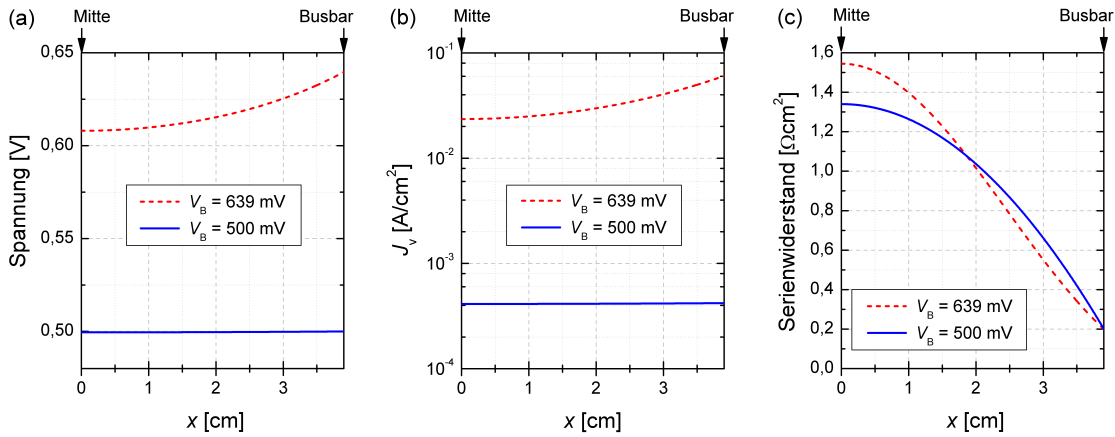 (a)
Mitte
Busbar
0,65
0,60
0,55
0,50
Spannung [V]
V_B = 639 mV
V_B = 500 mV
0
1
2
3
x [cm]
(b)
Mitte
Busbar
10⁻¹
10⁻²
10⁻³
10⁻⁴
J_v [A/cm²]
V_B = 639 mV
V_B = 500 mV
0
1
2
3
x [cm]
(c)
Mitte
Busbar
1,6
1,4
1,2
1,0
0,8
0,6
0,4
0,2
0,0
Serienwiderstand [Ωcm²]
V_B = 639 mV
V_B = 500 mV
0
1
2
3
x [cm]